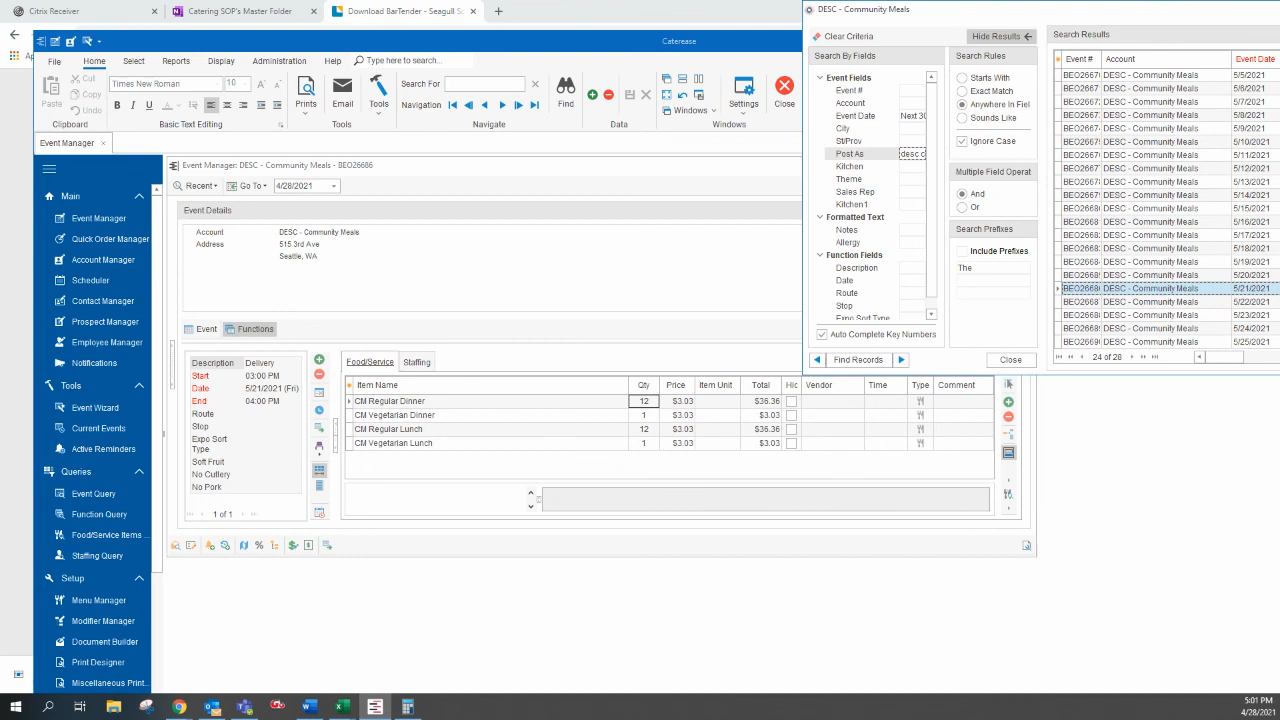 Citrix Receiver
Catering SOP's Master Folder
Download BarTender - Seagull Sc
DESC - Community Meals
Caterease
File
Home
Select
Reports
Display
Administration
Help
Type here to search...
Paste
Cut
Copy
Undo
Clipboard
Times New Roman
10
B
I
U
Basic Text Editing
Prints
Email
Tools
Tools
Search For
Navigation
Find
Navigate
Data
Windows
Windows
Settings
Close
Event Manager
Main
Event Manager
Quick Order Manager
Account Manager
Scheduler
Contact Manager
Prospect Manager
Employee Manager
Notifications
Tools
Event Wizard
Current Events
Active Reminders
Queries
Event Query
Function Query
Food/Service Items ...
Staffing Query
Setup
Menu Manager
Modifier Manager
Document Builder
Print Designer
Miscellaneous Print...
Event Manager: DESC - Community Meals - BEO26686
Recent
Go To
4/28/2021
Event Details
Account DESC - Community Meals
Address 515 3rd Ave
Seattle, WA
Event
Functions
Description Delivery
Start 03:00 PM
Date 5/21/2021 (Fri)
End 04:00 PM
Route
Stop
Expo Sort
Type
Soft Fruit
No Cutlery
No Pork
1 of 1
Food/Service
Staffing
Item Name Qty Price Item Unit Total Hic Vendor Time Type Comment
CM Regular Dinner 12 $3.03 $36.36
CM Vegetarian Dinner 1 $3.03 $3.03
CM Regular Lunch 12 $3.03 $36.36
CM Vegetarian Lunch 1 $3.03 $3.03
Clear Criteria
Hide Results
Search By Fields
Event Fields
Event #
Account
Event Date Next 30
City
St/Prov
Post As desc c
Kitchen
Theme
Sales Rep
Kitchen1
Formatted Text
Notes
Allergy
Function Fields
Description
Date
Route
Stop
Expo Sort Type
Auto Complete Key Numbers
Find Records
Close
Search Rules
Starts With
Exact Match
Anywhere In Fiel
Sounds Like
Ignore Case
Multiple Field Operat
And
Or
Search Prefixes
Include Prefixes
The
Search Results
Event # Account Event Date
DESC - Community Meals 5/5/2021
DESC - Community Meals 5/6/2021
DESC - Community Meals 5/7/2021
DESC - Community Meals 5/8/2021
DESC - Community Meals 5/9/2021
DESC - Community Meals 5/10/2021
DESC - Community Meals 5/11/2021
DESC - Community Meals 5/12/2021
DESC - Community Meals 5/13/2021
DESC - Community Meals 5/14/2021
DESC - Community Meals 5/15/2021
DESC - Community Meals 5/16/2021
DESC - Community Meals 5/17/2021
DESC - Community Meals 5/18/2021
DESC - Community Meals 5/19/2021
DESC - Community Meals 5/20/2021
DESC - Community Meals 5/21/2021
DESC - Community Meals 5/22/2021
DESC - Community Meals 5/23/2021
DESC - Community Meals 5/24/2021
DESC - Community Meals 5/25/2021
24 of 28
5:01 PM
4/28/2021